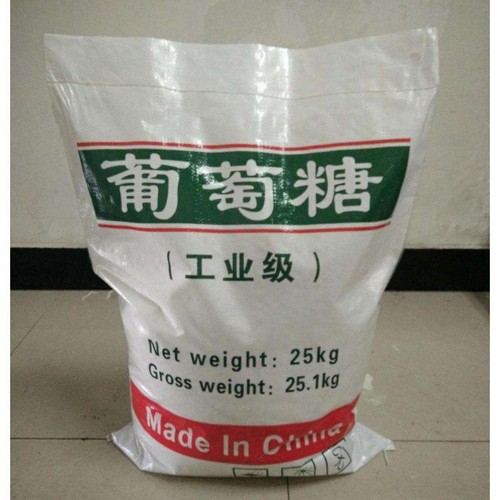 葡萄糖
（工业级）
Net weight: 25kg
Gross weight: 25.1kg
Made In China